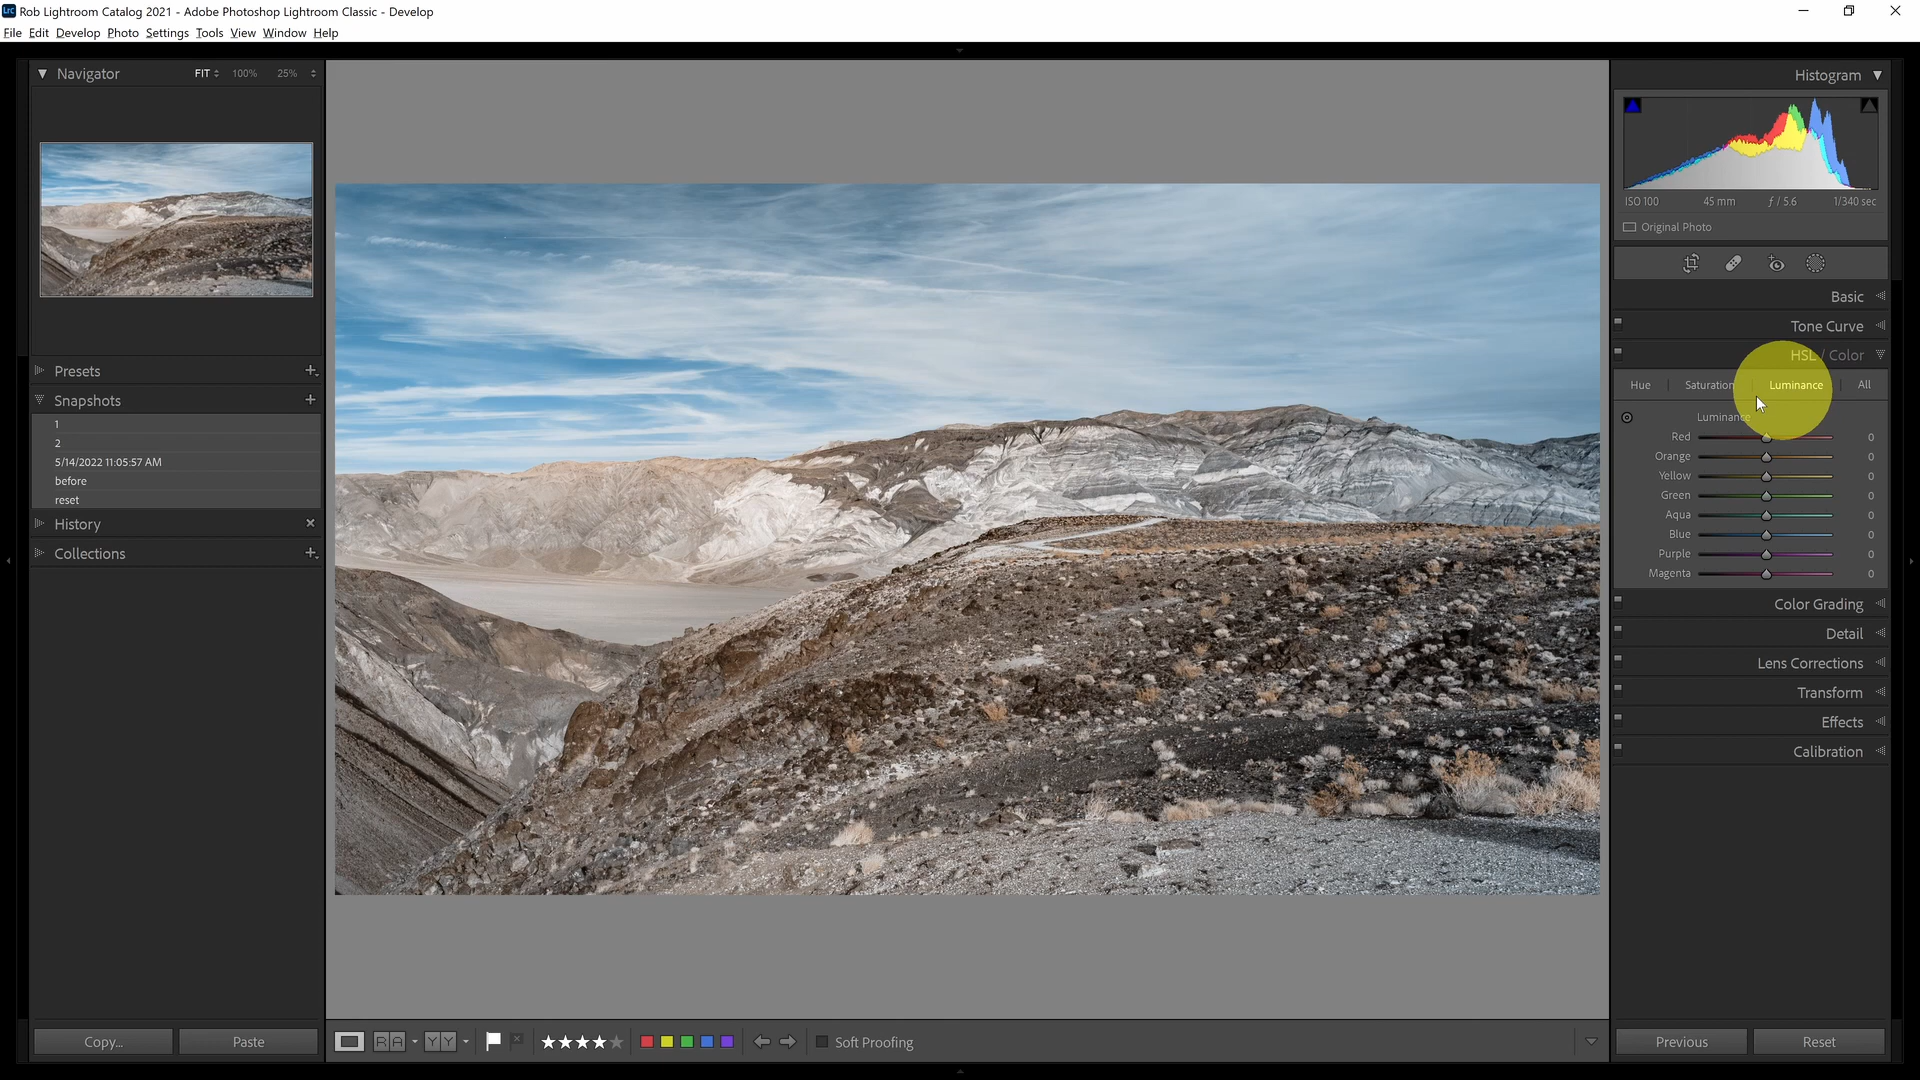 Lrc Rob Lightroom Catalog 2021 - Adobe Photoshop Lightroom Classic - Develop
File Edit Develop Photo Settings Tools View Window Help
Navigator FIT 100% 25%
Presets
Snapshots
1
2
5/14/2022 11:05:57 AM
before
reset
History
Collections
Copy... Paste
R A Y Y Soft Proofing
Histogram
ISO 100 45 mm ƒ / 5.6 1/340 sec
Original Photo
Basic
Tone Curve
HSL / Color
Hue Saturation Luminance All
Luminance
Red 0
Orange 0
Yellow 0
Green 0
Aqua 0
Blue 0
Purple 0
Magenta 0
Color Grading
Detail
Lens Corrections
Transform
Effects
Calibration
Previous Reset